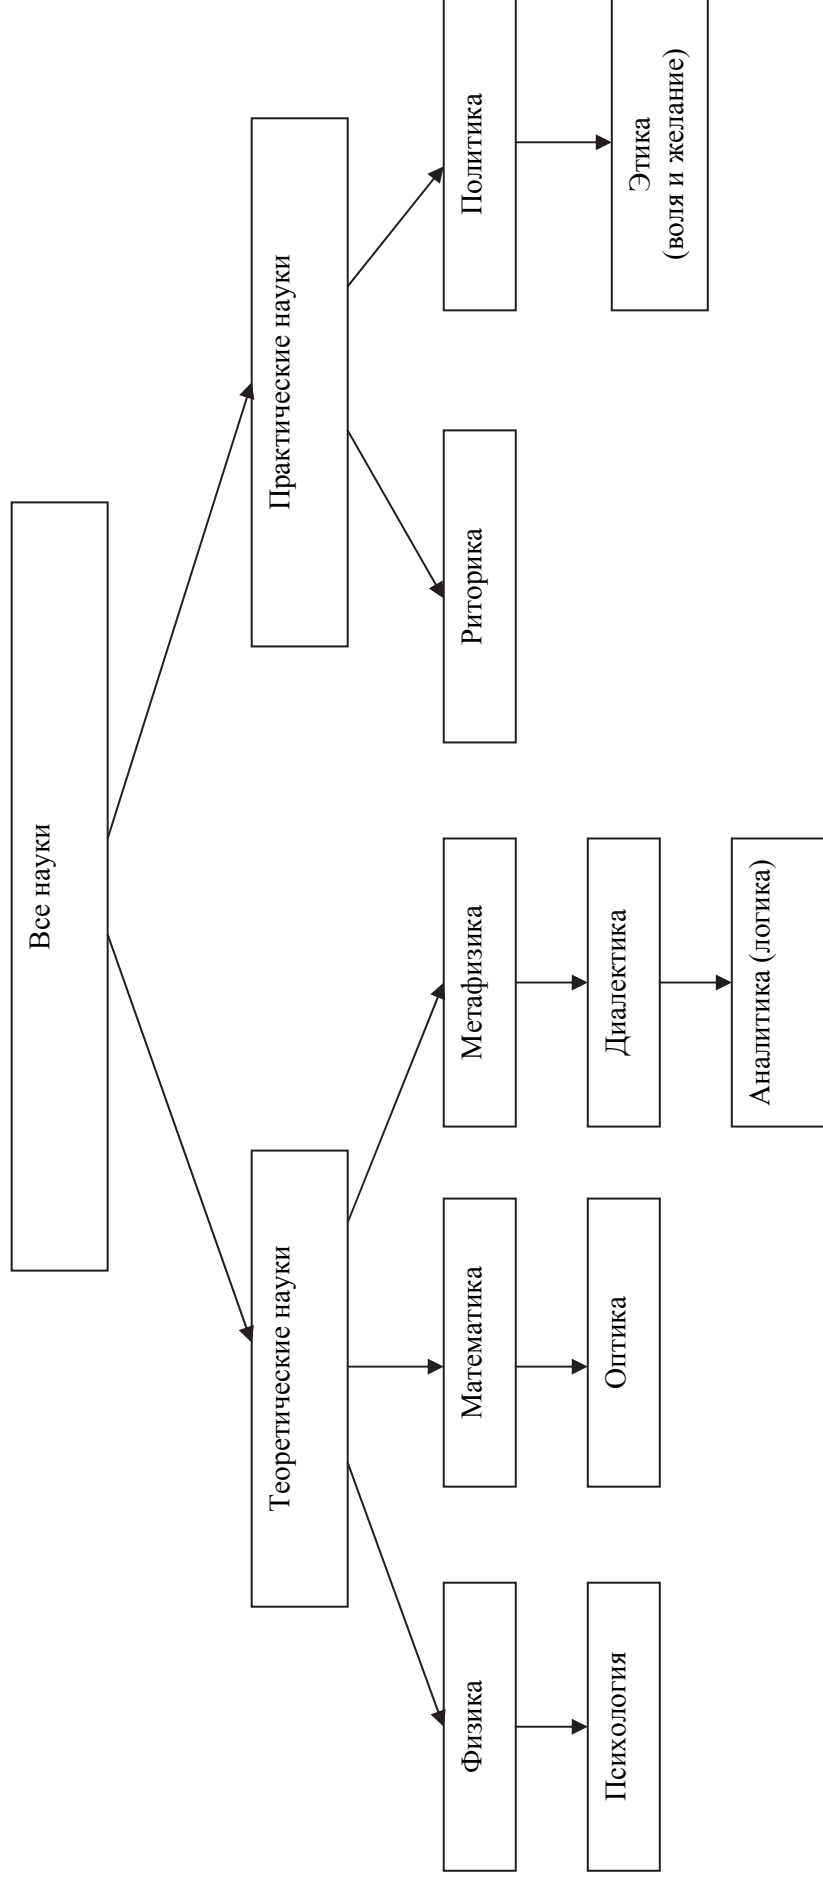 Все науки
Теоретические науки
Практические науки
Физика
Математика
Метафизика
Риторика
Политика
Психология
Оптика
Диалектика
Этика
(воля и желание)
Аналитика (логика)